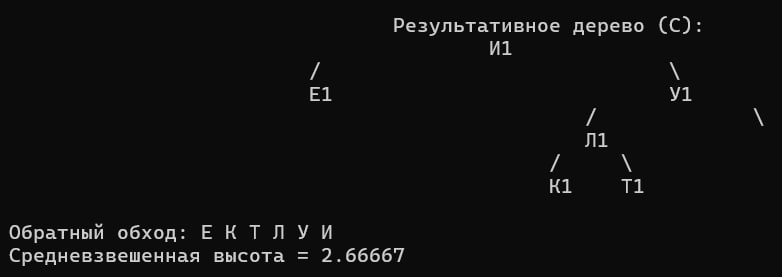 Результативное дерево (C):
И1
/ \
Е1 У1
/ \
Л1
/ \
К1 Т1
Обратный обход: Е К Т Л У И
Средневзвешенная высота = 2.66667